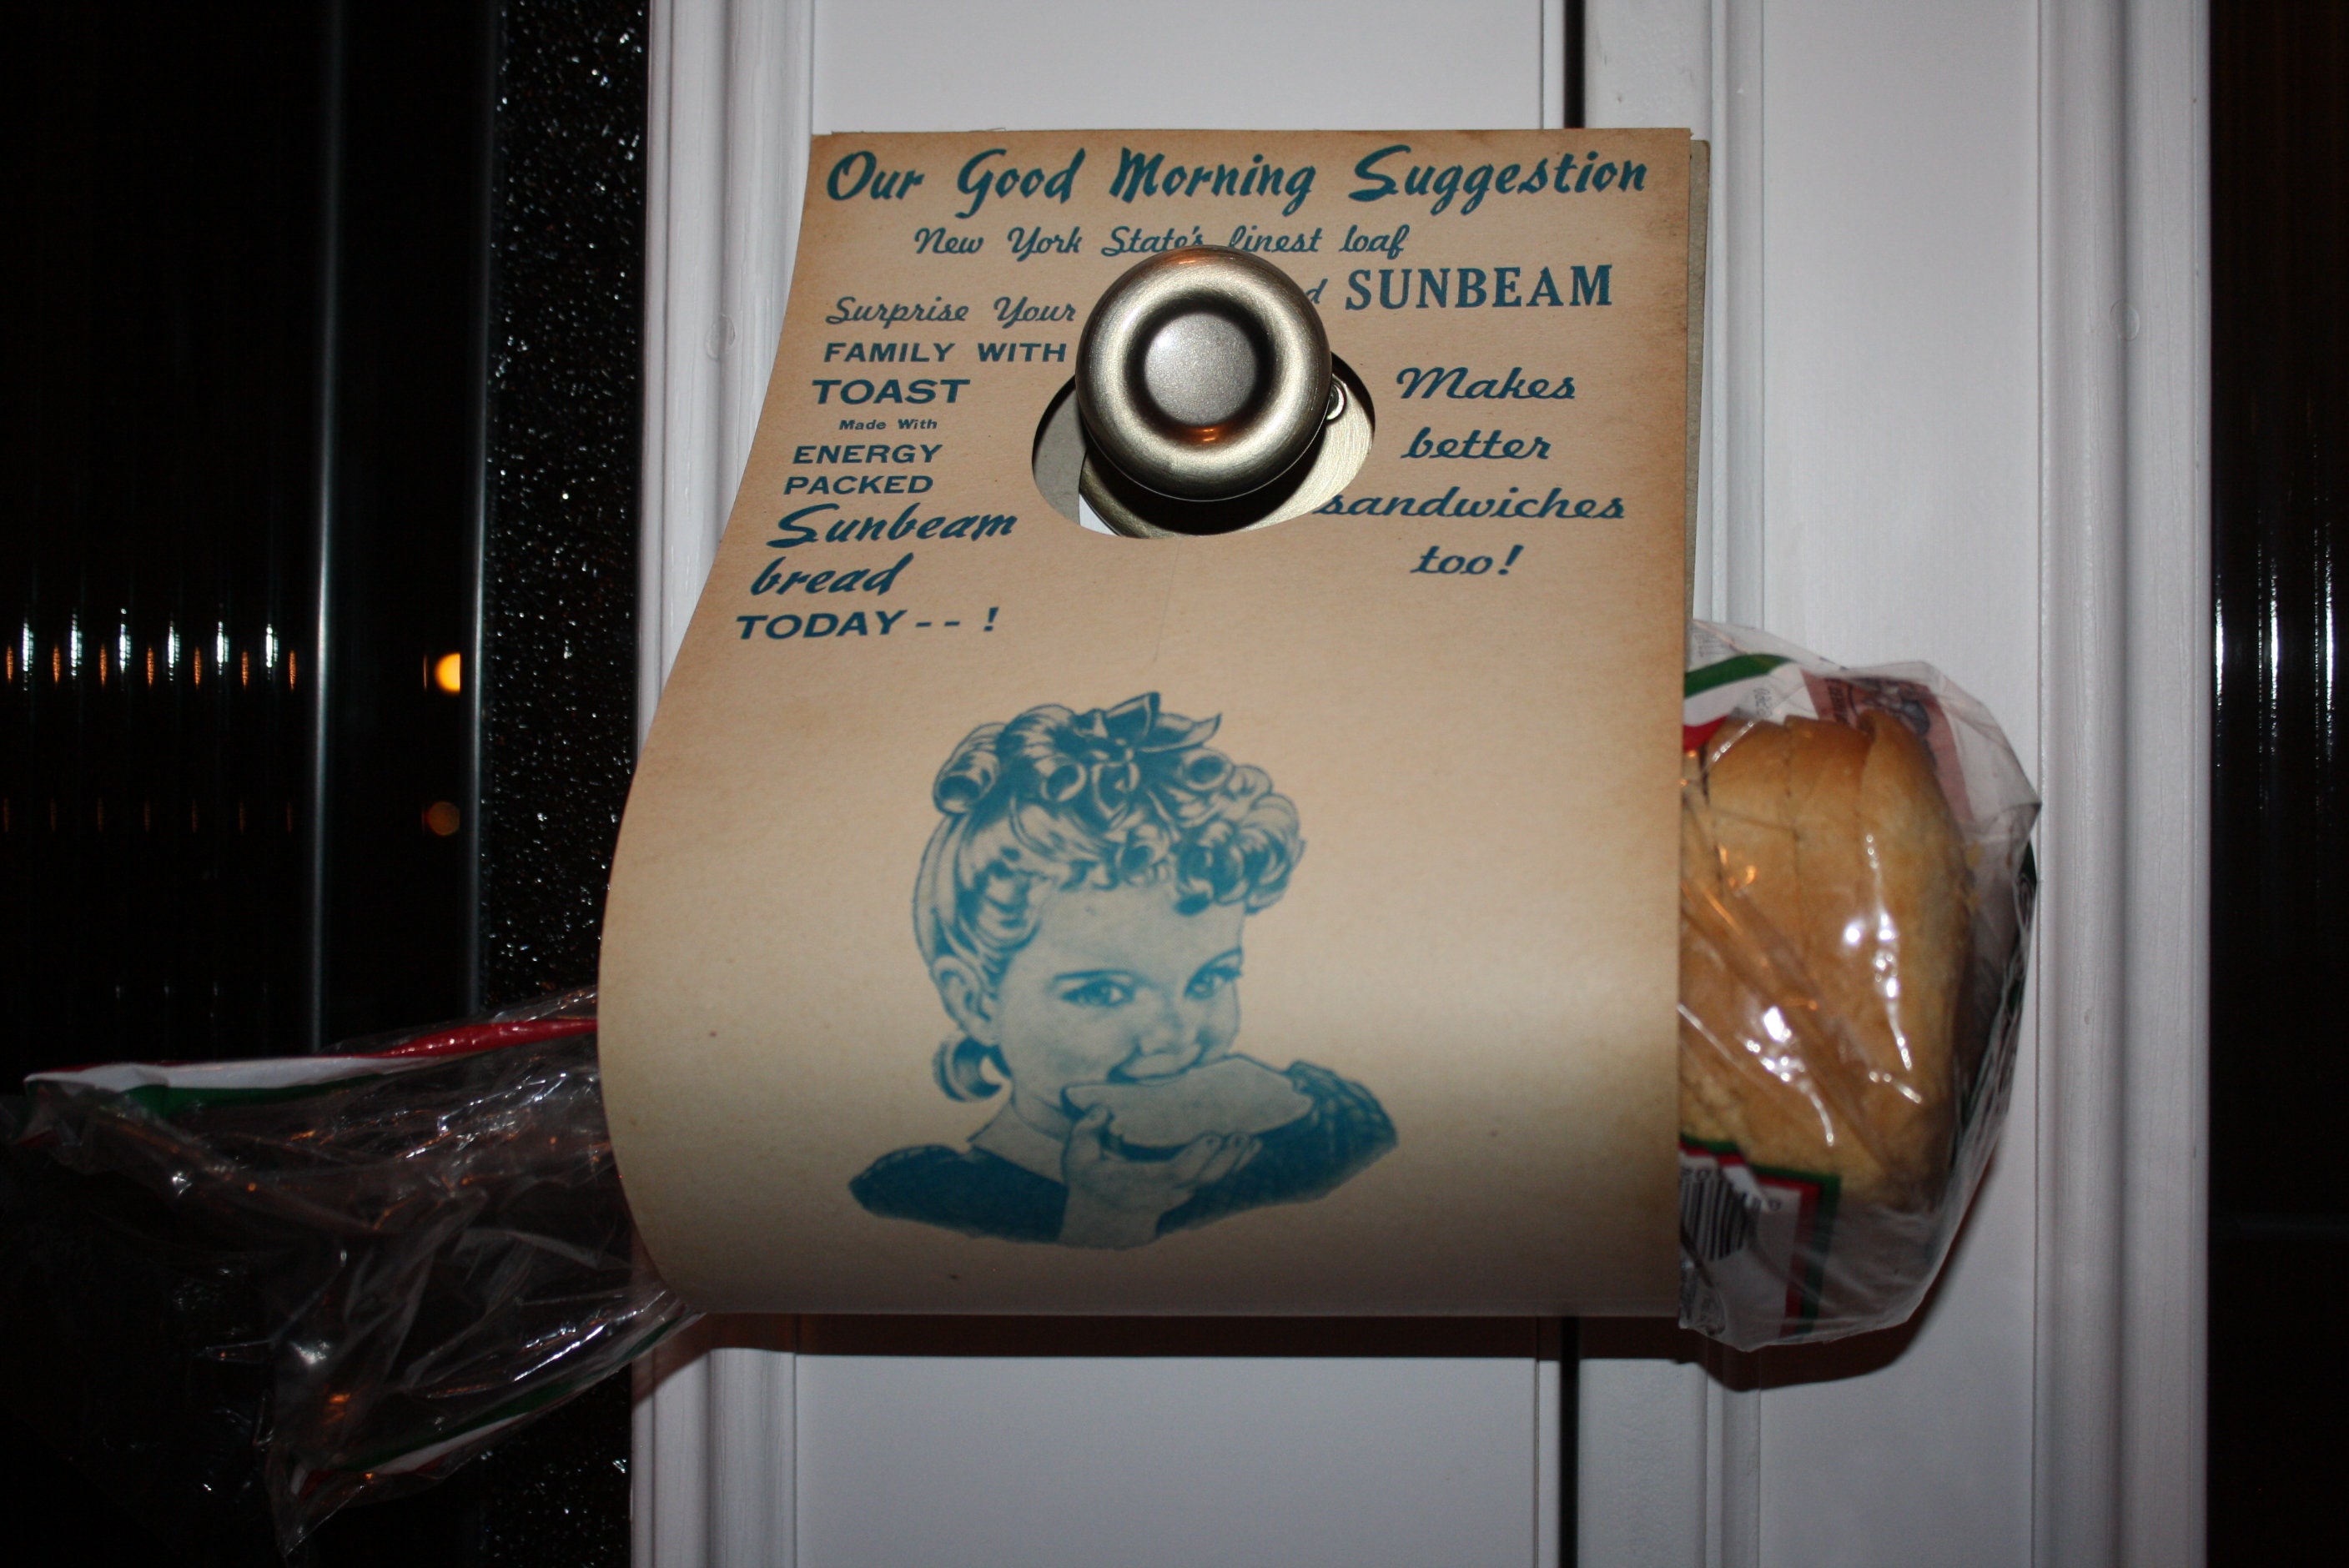 Our Good Morning Suggestion
New York State's finest loaf
SUNBEAM
Surprise Your
FAMILY WITH
TOAST
Made With
ENERGY
PACKED
Sunbeam
bread
TODAY -- !
Makes
better
sandwiches
too!